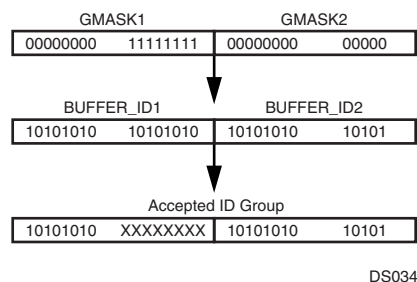 GMASK1 GMASK2
00000000 11111111 00000000 00000
BUFFER_ID1 BUFFER_ID2
10101010 10101010 10101010 10101
Accepted ID Group
10101010 XXXXXXXX 10101010 10101
DS034